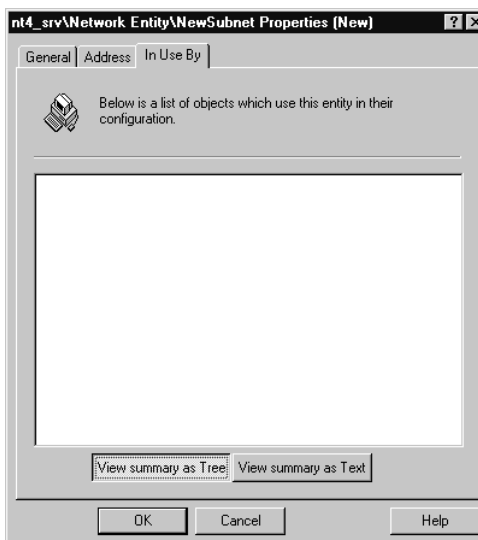 nt4_srv\Network Entity\NewSubnet Properties (New)
General Address In Use By
Below is a list of objects which use this entity in their
configuration.
View summary as Tree View summary as Text
OK Cancel Help